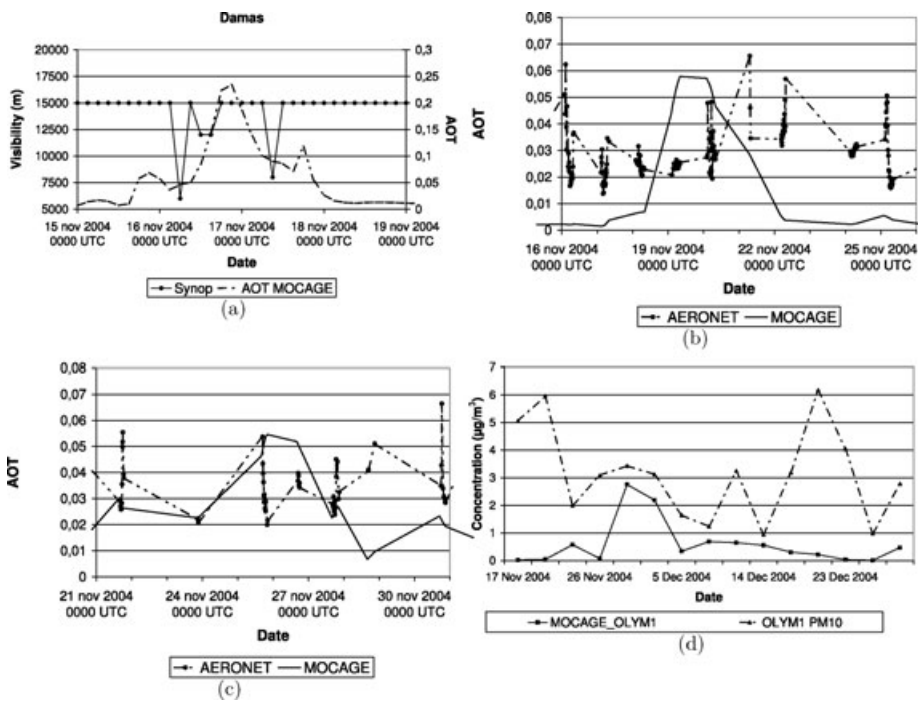 Damas
20000
17500
15000
12500
10000
7500
5000
Visibility (m)
0,3
0,25
0,2
0,15
0,1
0,05
0
AOT
15 nov 2004
0000 UTC
16 nov 2004
0000 UTC
17 nov 2004
0000 UTC
18 nov 2004
0000 UTC
19 nov 2004
0000 UTC
Date
Synop
AOT MOCAGE
(a)
0,08
0,07
0,06
0,05
0,04
0,03
0,02
0,01
0
AOT
16 nov 2004
0000 UTC
19 nov 2004
0000 UTC
22 nov 2004
0000 UTC
25 nov 2004
0000 UTC
Date
AERONET
MOCAGE
(b)
0,08
0,07
0,06
0,05
0,04
0,03
0,02
0,01
0
AOT
21 nov 2004
0000 UTC
24 nov 2004
0000 UTC
27 nov 2004
0000 UTC
30 nov 2004
0000 UTC
Date
AERONET
MOCAGE
(c)
7
6
5
4
3
2
1
0
Concentration (µg/m³)
17 Nov 2004
26 Nov 2004
5 Dec 2004
14 Dec 2004
23 Dec 2004
Date
MOCAGE_OLYM1
OLYM1 PM10
(d)